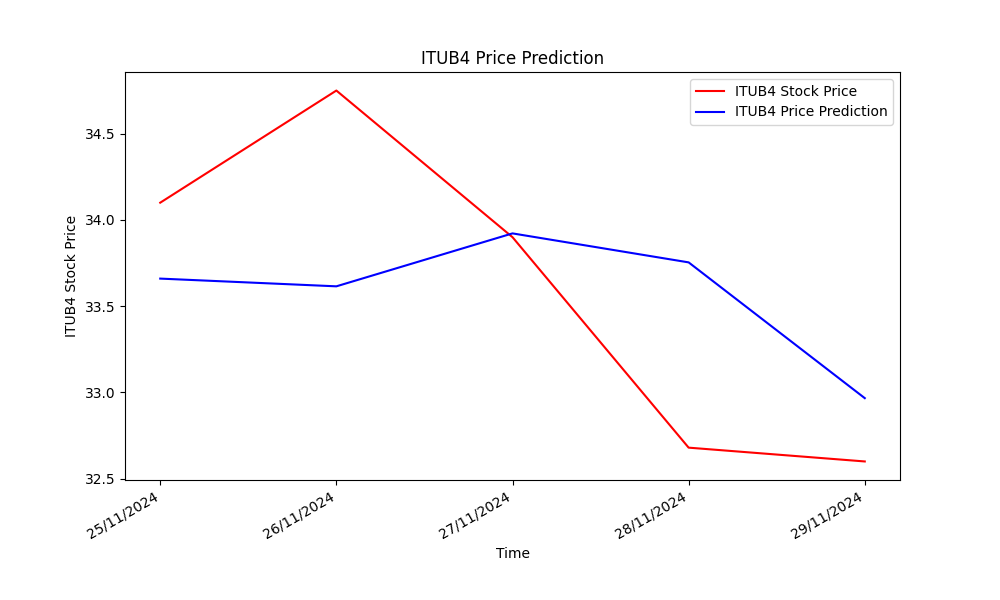 ITUB4 Price Prediction
ITUB4 Stock Price
ITUB4 Price Prediction
ITUB4 Stock Price
34.5
34.0
33.5
33.0
32.5
25/11/2024
26/11/2024
27/11/2024
28/11/2024
29/11/2024
Time